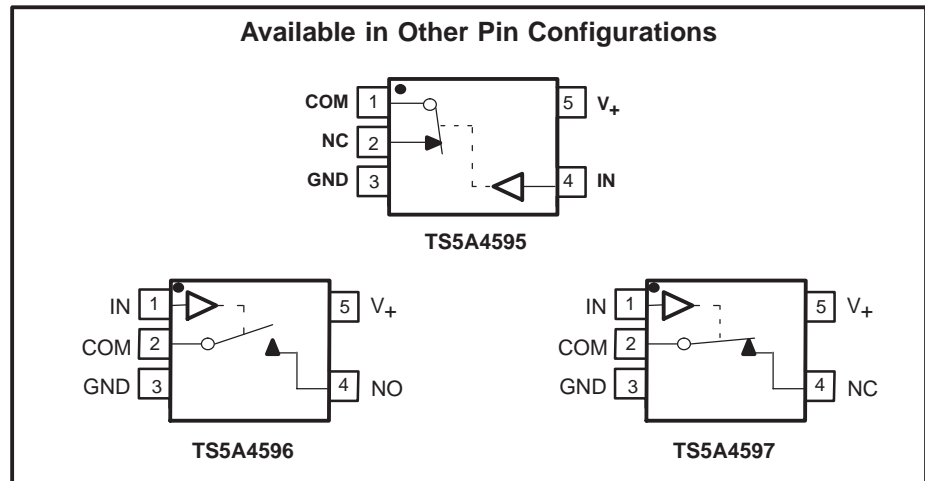 Available in Other Pin Configurations
COM 1 5 V+
NC 2
GND 3 4 IN
TS5A4595
IN 1 5 V+
COM 2
GND 3 4 NO
TS5A4596
IN 1 5 V+
COM 2
GND 3 4 NC
TS5A4597